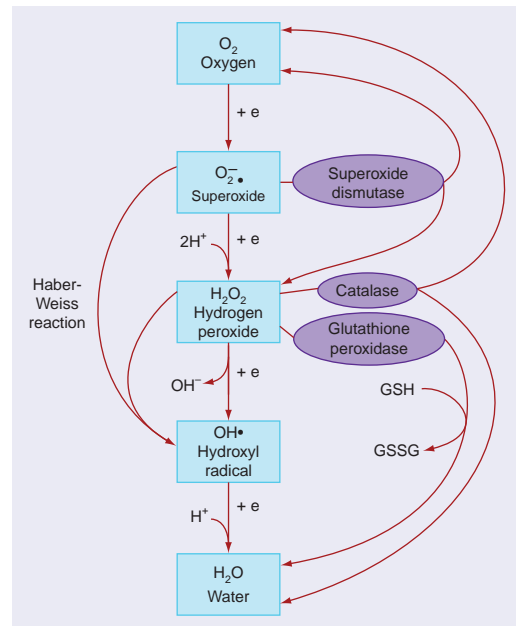 O₂
Oxygen
+ e
O₂⁻•
Superoxide
Superoxide
dismutase
2H⁺
+ e
Haber-
Weiss
reaction
H₂O₂
Hydrogen
peroxide
Catalase
Glutathione
peroxidase
OH⁻
+ e
GSH
GSSG
OH•
Hydroxyl
radical
H⁺
+ e
H₂O
Water